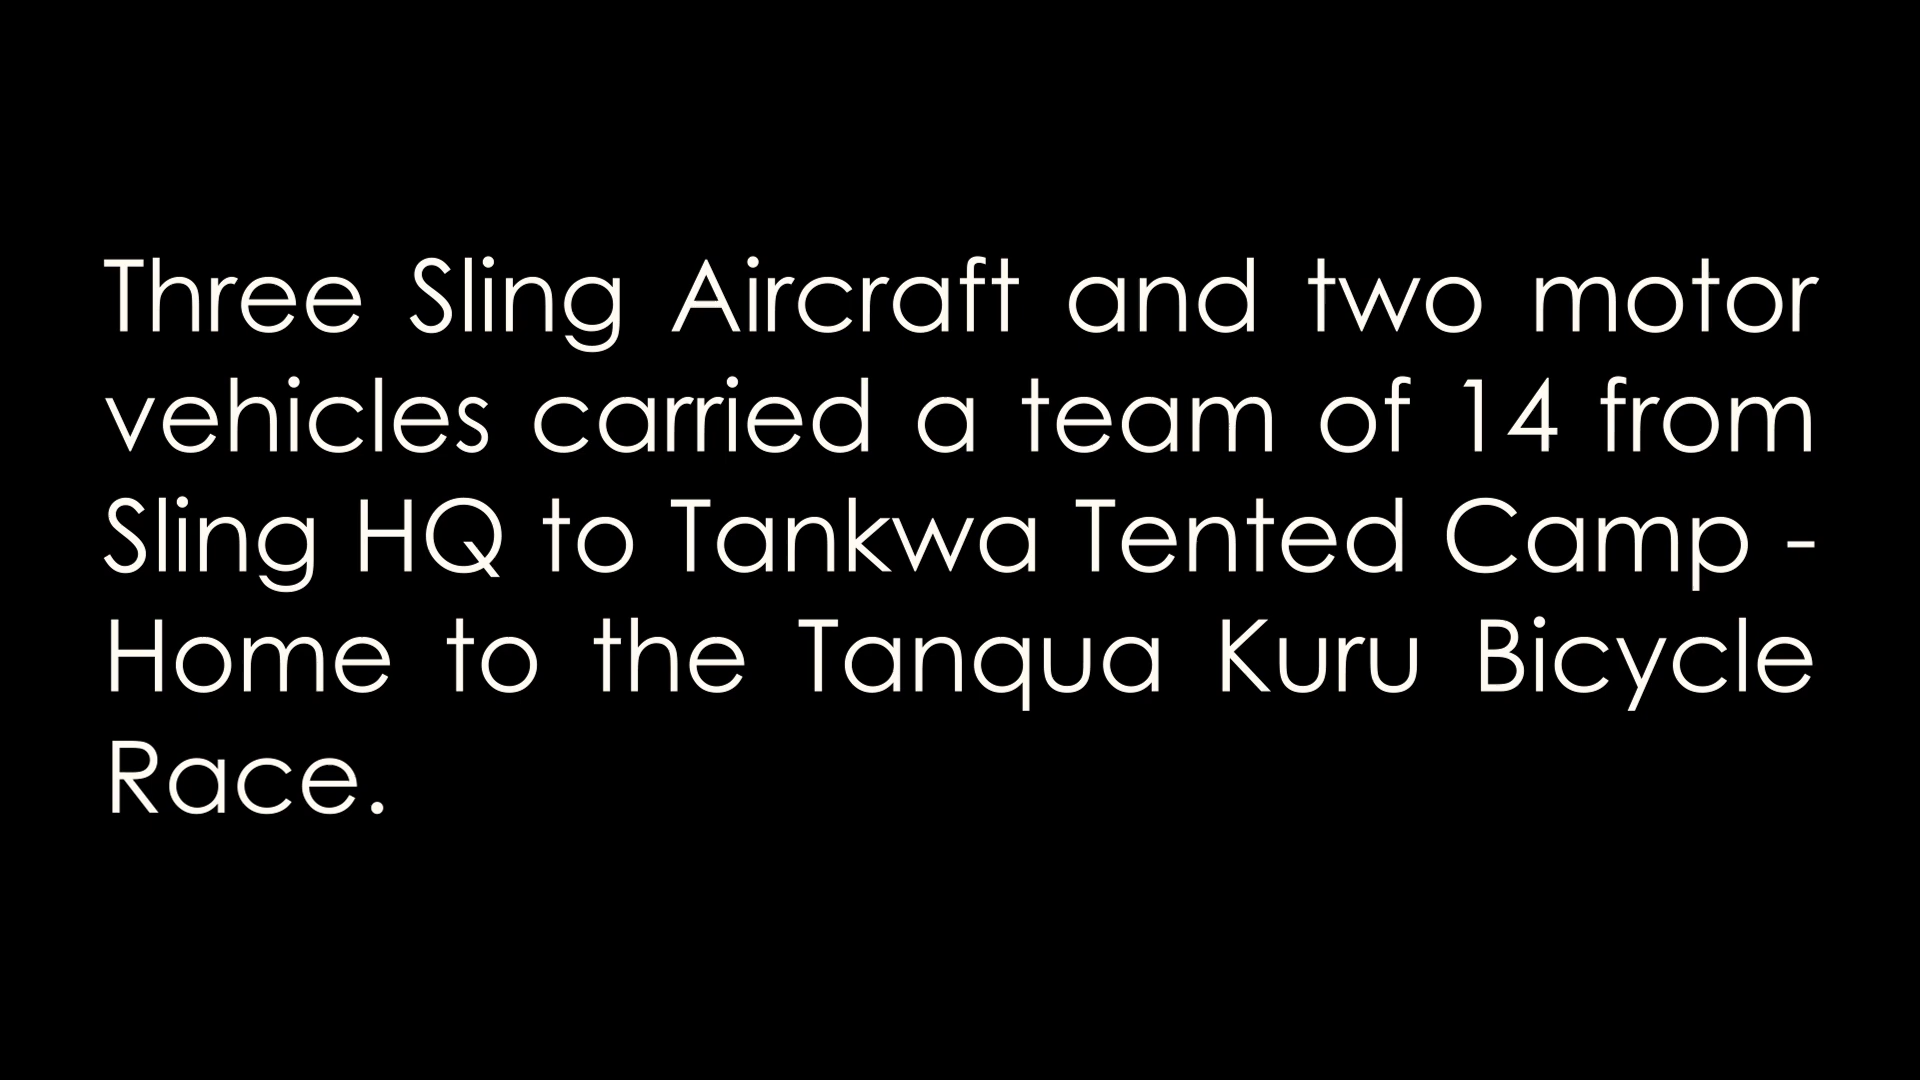 Three Sling Aircraft and two motor
vehicles carried a team of 14 from
Sling HQ to Tankwa Tented Camp -
Home to the Tanqua Kuru Bicycle
Race.